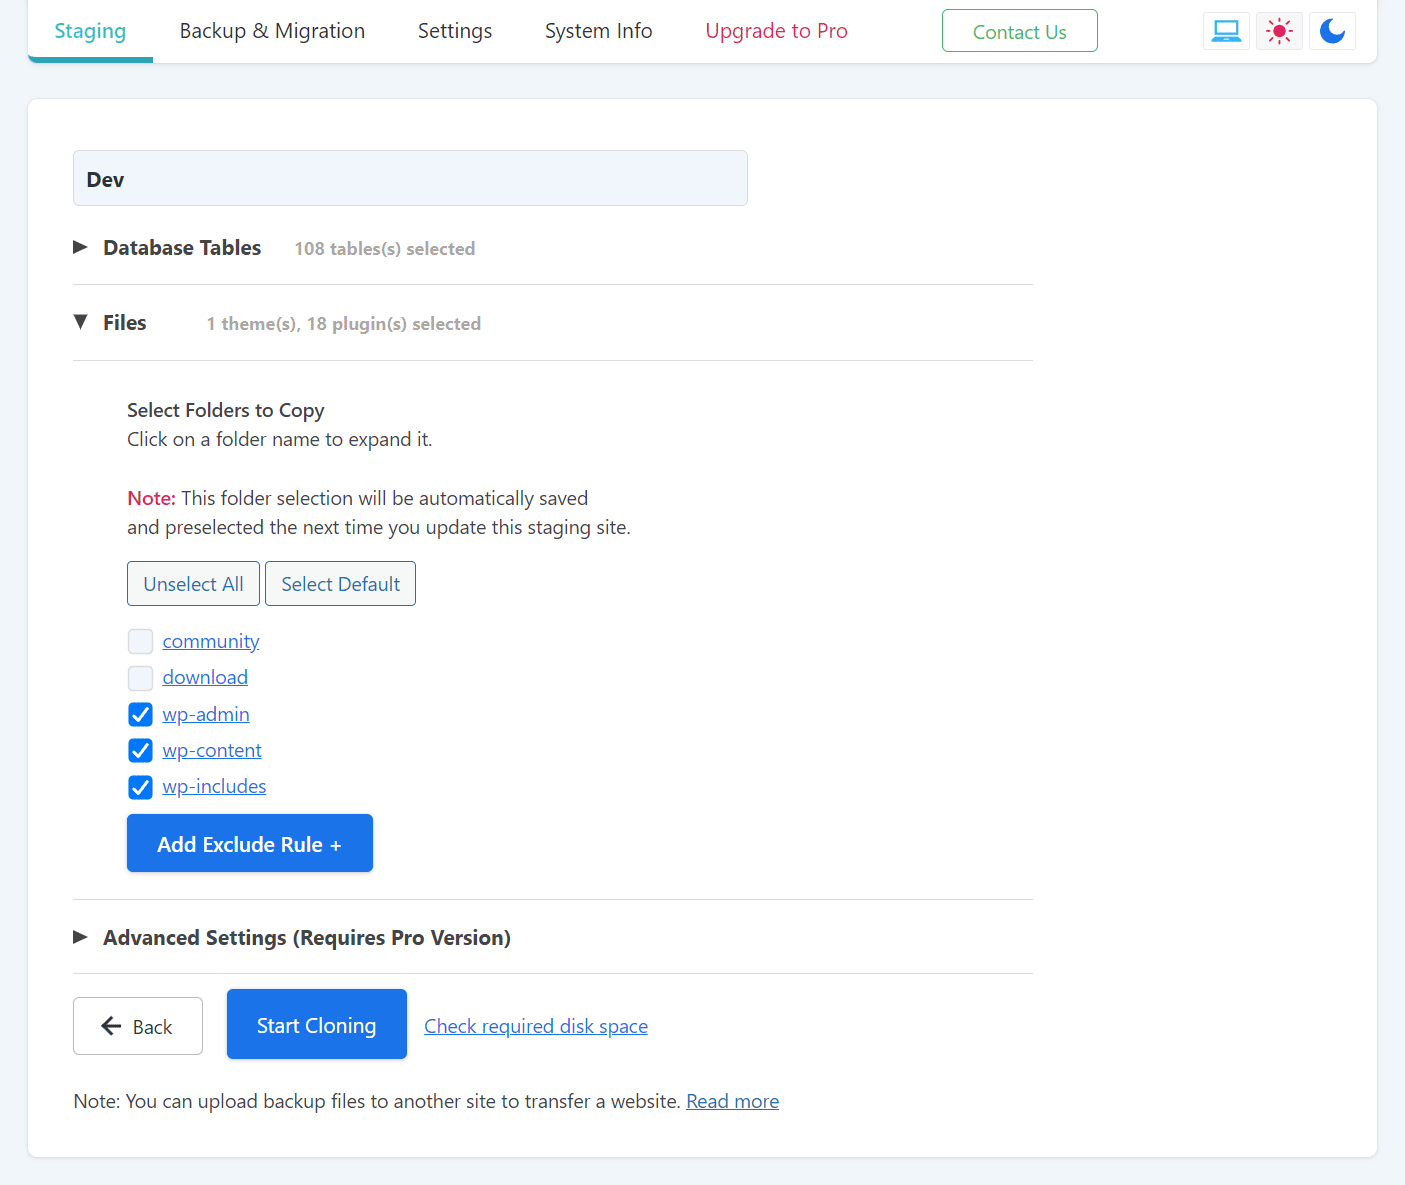 Staging Backup & Migration Settings System Info Upgrade to Pro Contact Us
Dev
Database Tables 108 tables(s) selected
Files 1 theme(s), 18 plugin(s) selected
Select Folders to Copy
Click on a folder name to expand it.
Note: This folder selection will be automatically saved
and preselected the next time you update this staging site.
Unselect All Select Default
community
download
wp-admin
wp-content
wp-includes
Add Exclude Rule +
Advanced Settings (Requires Pro Version)
Back Start Cloning Check required disk space
Note: You can upload backup files to another site to transfer a website. Read more